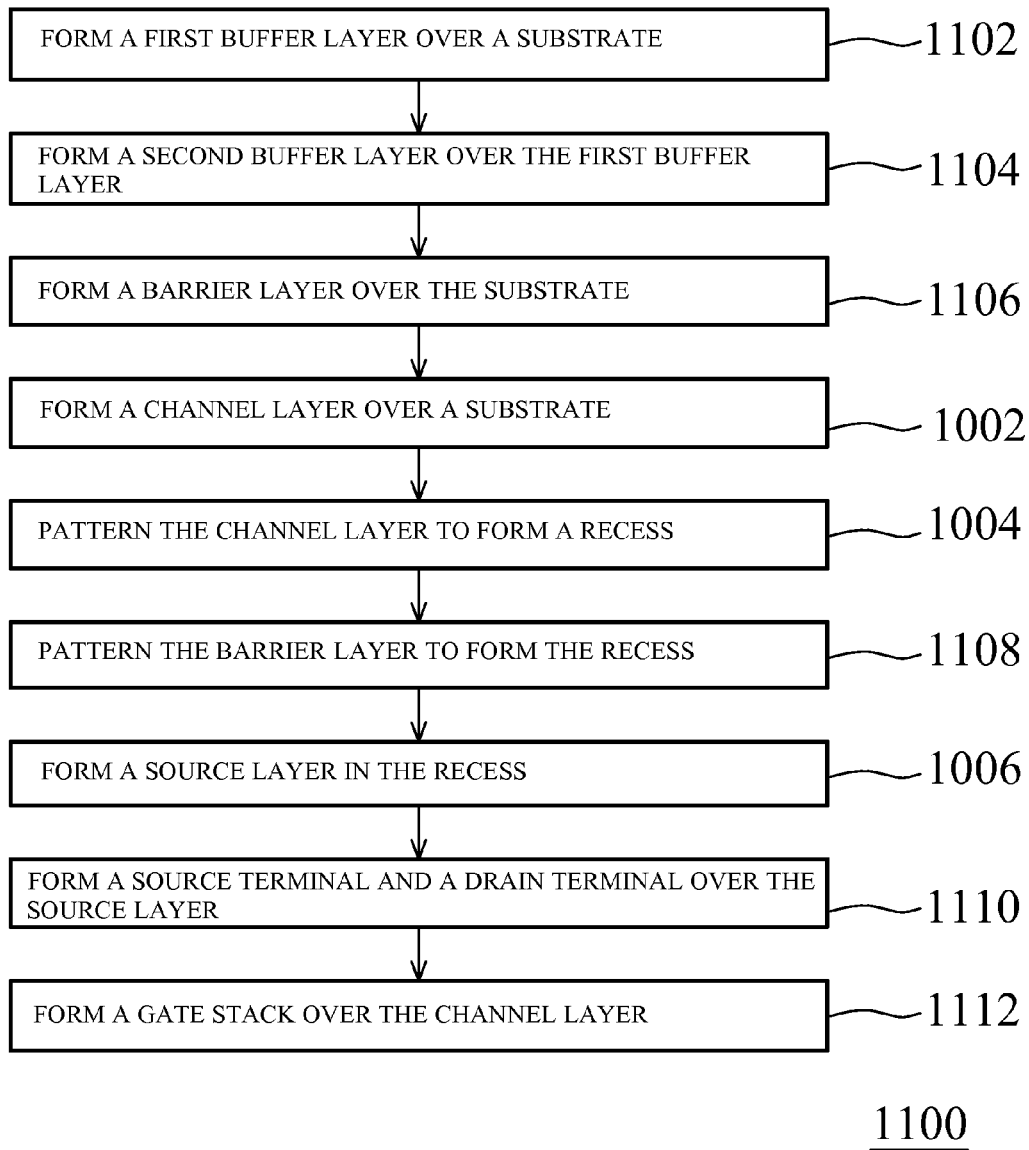 FORM A FIRST BUFFER LAYER OVER A SUBSTRATE
1102
FORM A SECOND BUFFER LAYER OVER THE FIRST BUFFER
LAYER
1104
FORM A BARRIER LAYER OVER THE SUBSTRATE
1106
FORM A CHANNEL LAYER OVER A SUBSTRATE
1002
PATTERN THE CHANNEL LAYER TO FORM A RECESS
1004
PATTERN THE BARRIER LAYER TO FORM THE RECESS
1108
FORM A SOURCE LAYER IN THE RECESS
1006
FORM A SOURCE TERMINAL AND A DRAIN TERMINAL OVER THE
SOURCE LAYER
1110
FORM A GATE STACK OVER THE CHANNEL LAYER
1112
1100